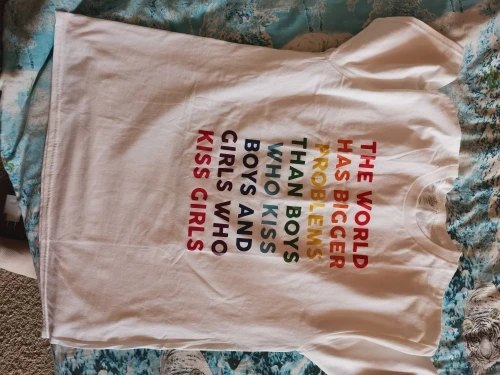 THE WORLD
HAS BIGGER
PROBLEMS
THAN BOYS
WHO KISS
BOYS AND
GIRLS WHO
KISS GIRLS